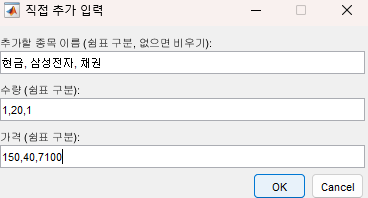 직접 추가 입력
추가할 종목 이름 (쉼표 구분, 없으면 비우기):
현금, 삼성전자, 채권
수량 (쉼표 구분):
1,20,1
가격 (쉼표 구분):
150,40,7100
OK Cancel